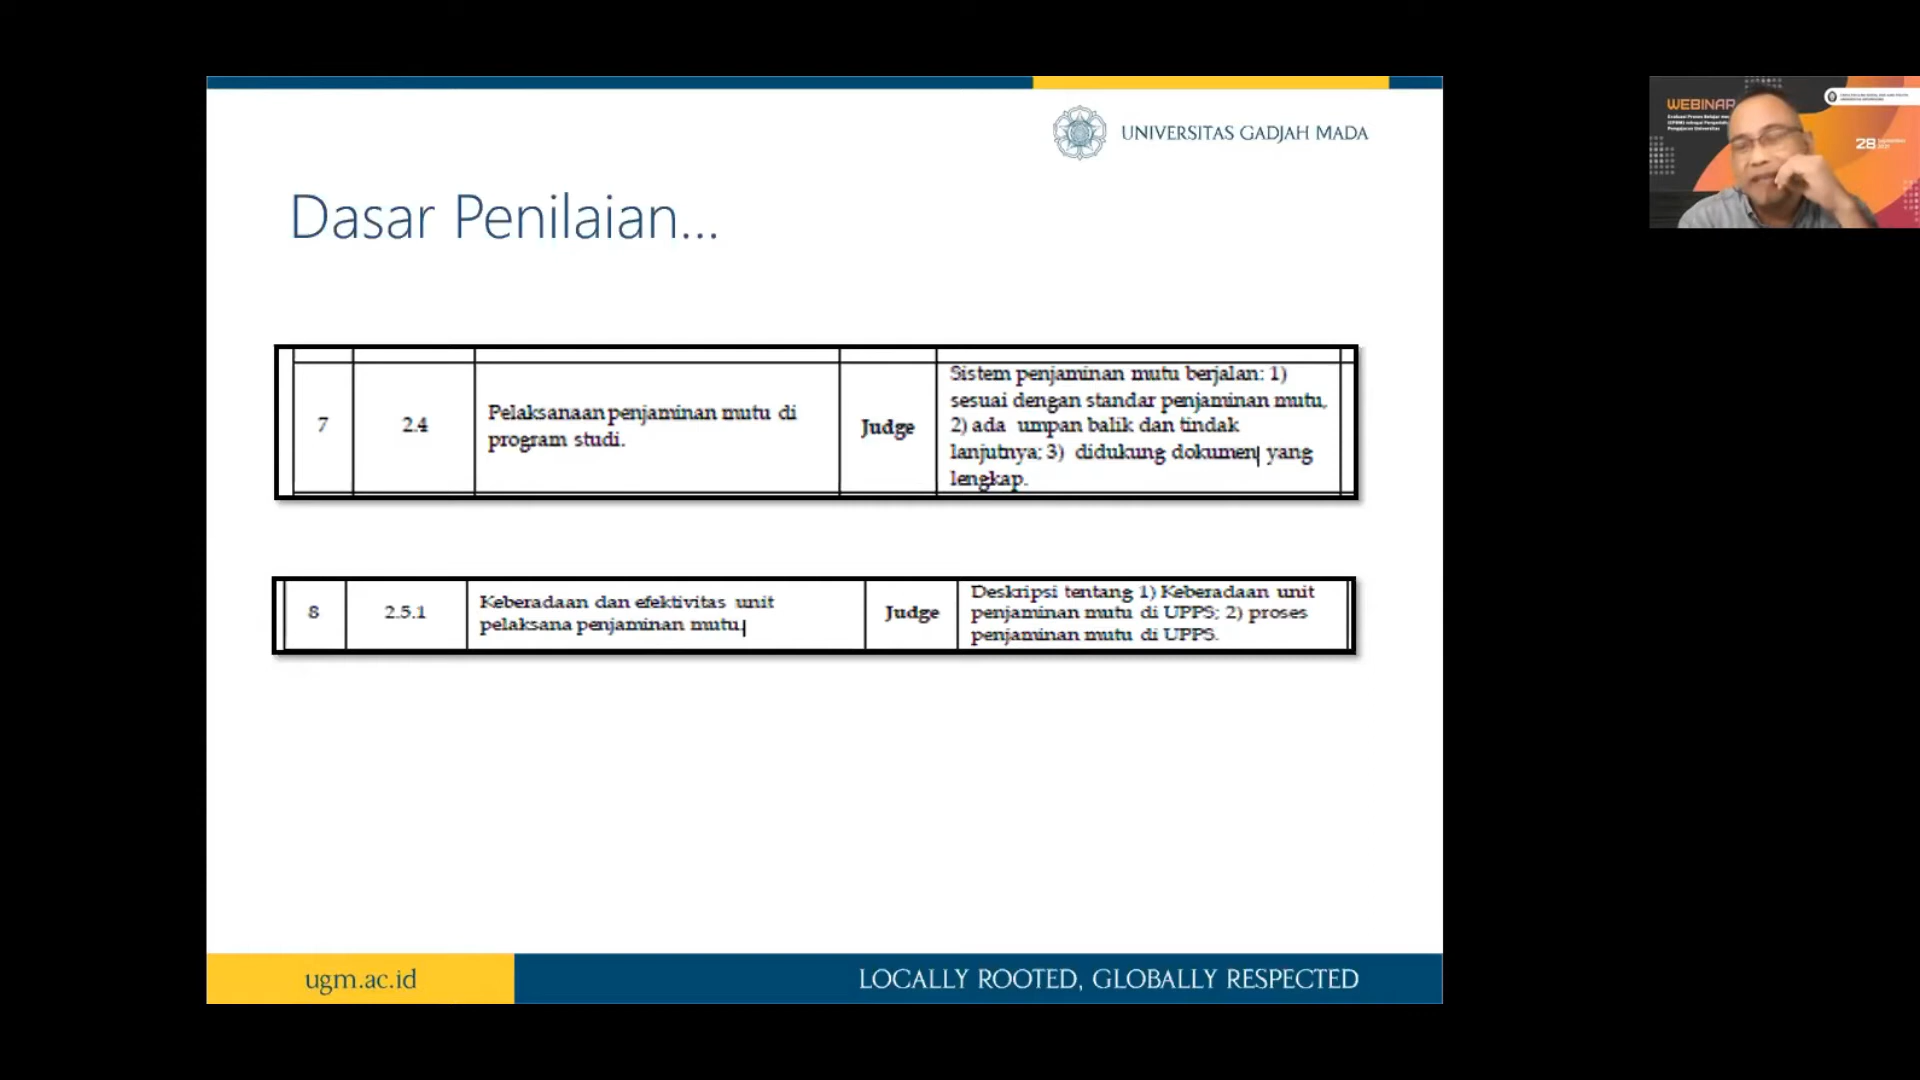 UNIVERSITAS GADJAH MADA
Dasar Penilaian...
7
2.4
Pelaksanaan penjaminan mutu di
program studi.
Judge
Sistem penjaminan mutu berjalan: 1)
sesuai dengan standar penjaminan mutu,
2) ada umpan balik dan tindak
lanjutnya; 3) didukung dokumen yang
lengkap.
8
2.5.1
Keberadaan dan efektivitas unit
pelaksana penjaminan mutu
Judge
Deskripsi tentang 1) Keberadaan unit
penjaminan mutu di UPPS; 2) proses
penjaminan mutu di UPPS.
ugm.ac.id
LOCALLY ROOTED, GLOBALLY RESPECTED
WEBINAR
Evaluasi Proses Belajar
28